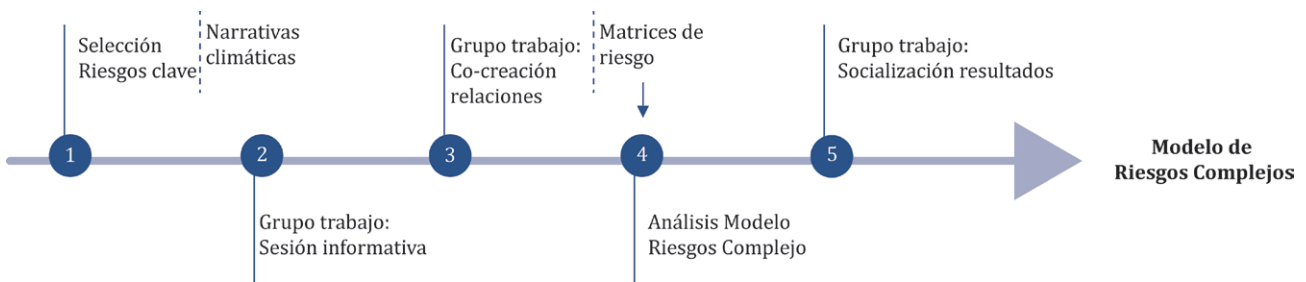 Selección
Riesgos clave
Narrativas
climáticas
Grupo trabajo:
Co-creación
relaciones
Matrices de
riesgo
Grupo trabajo:
Socialización resultados
1
2
3
4
5
Modelo de
Riesgos Complejos
Grupo trabajo:
Sesión informativa
Análisis Modelo
Riesgos Complejo